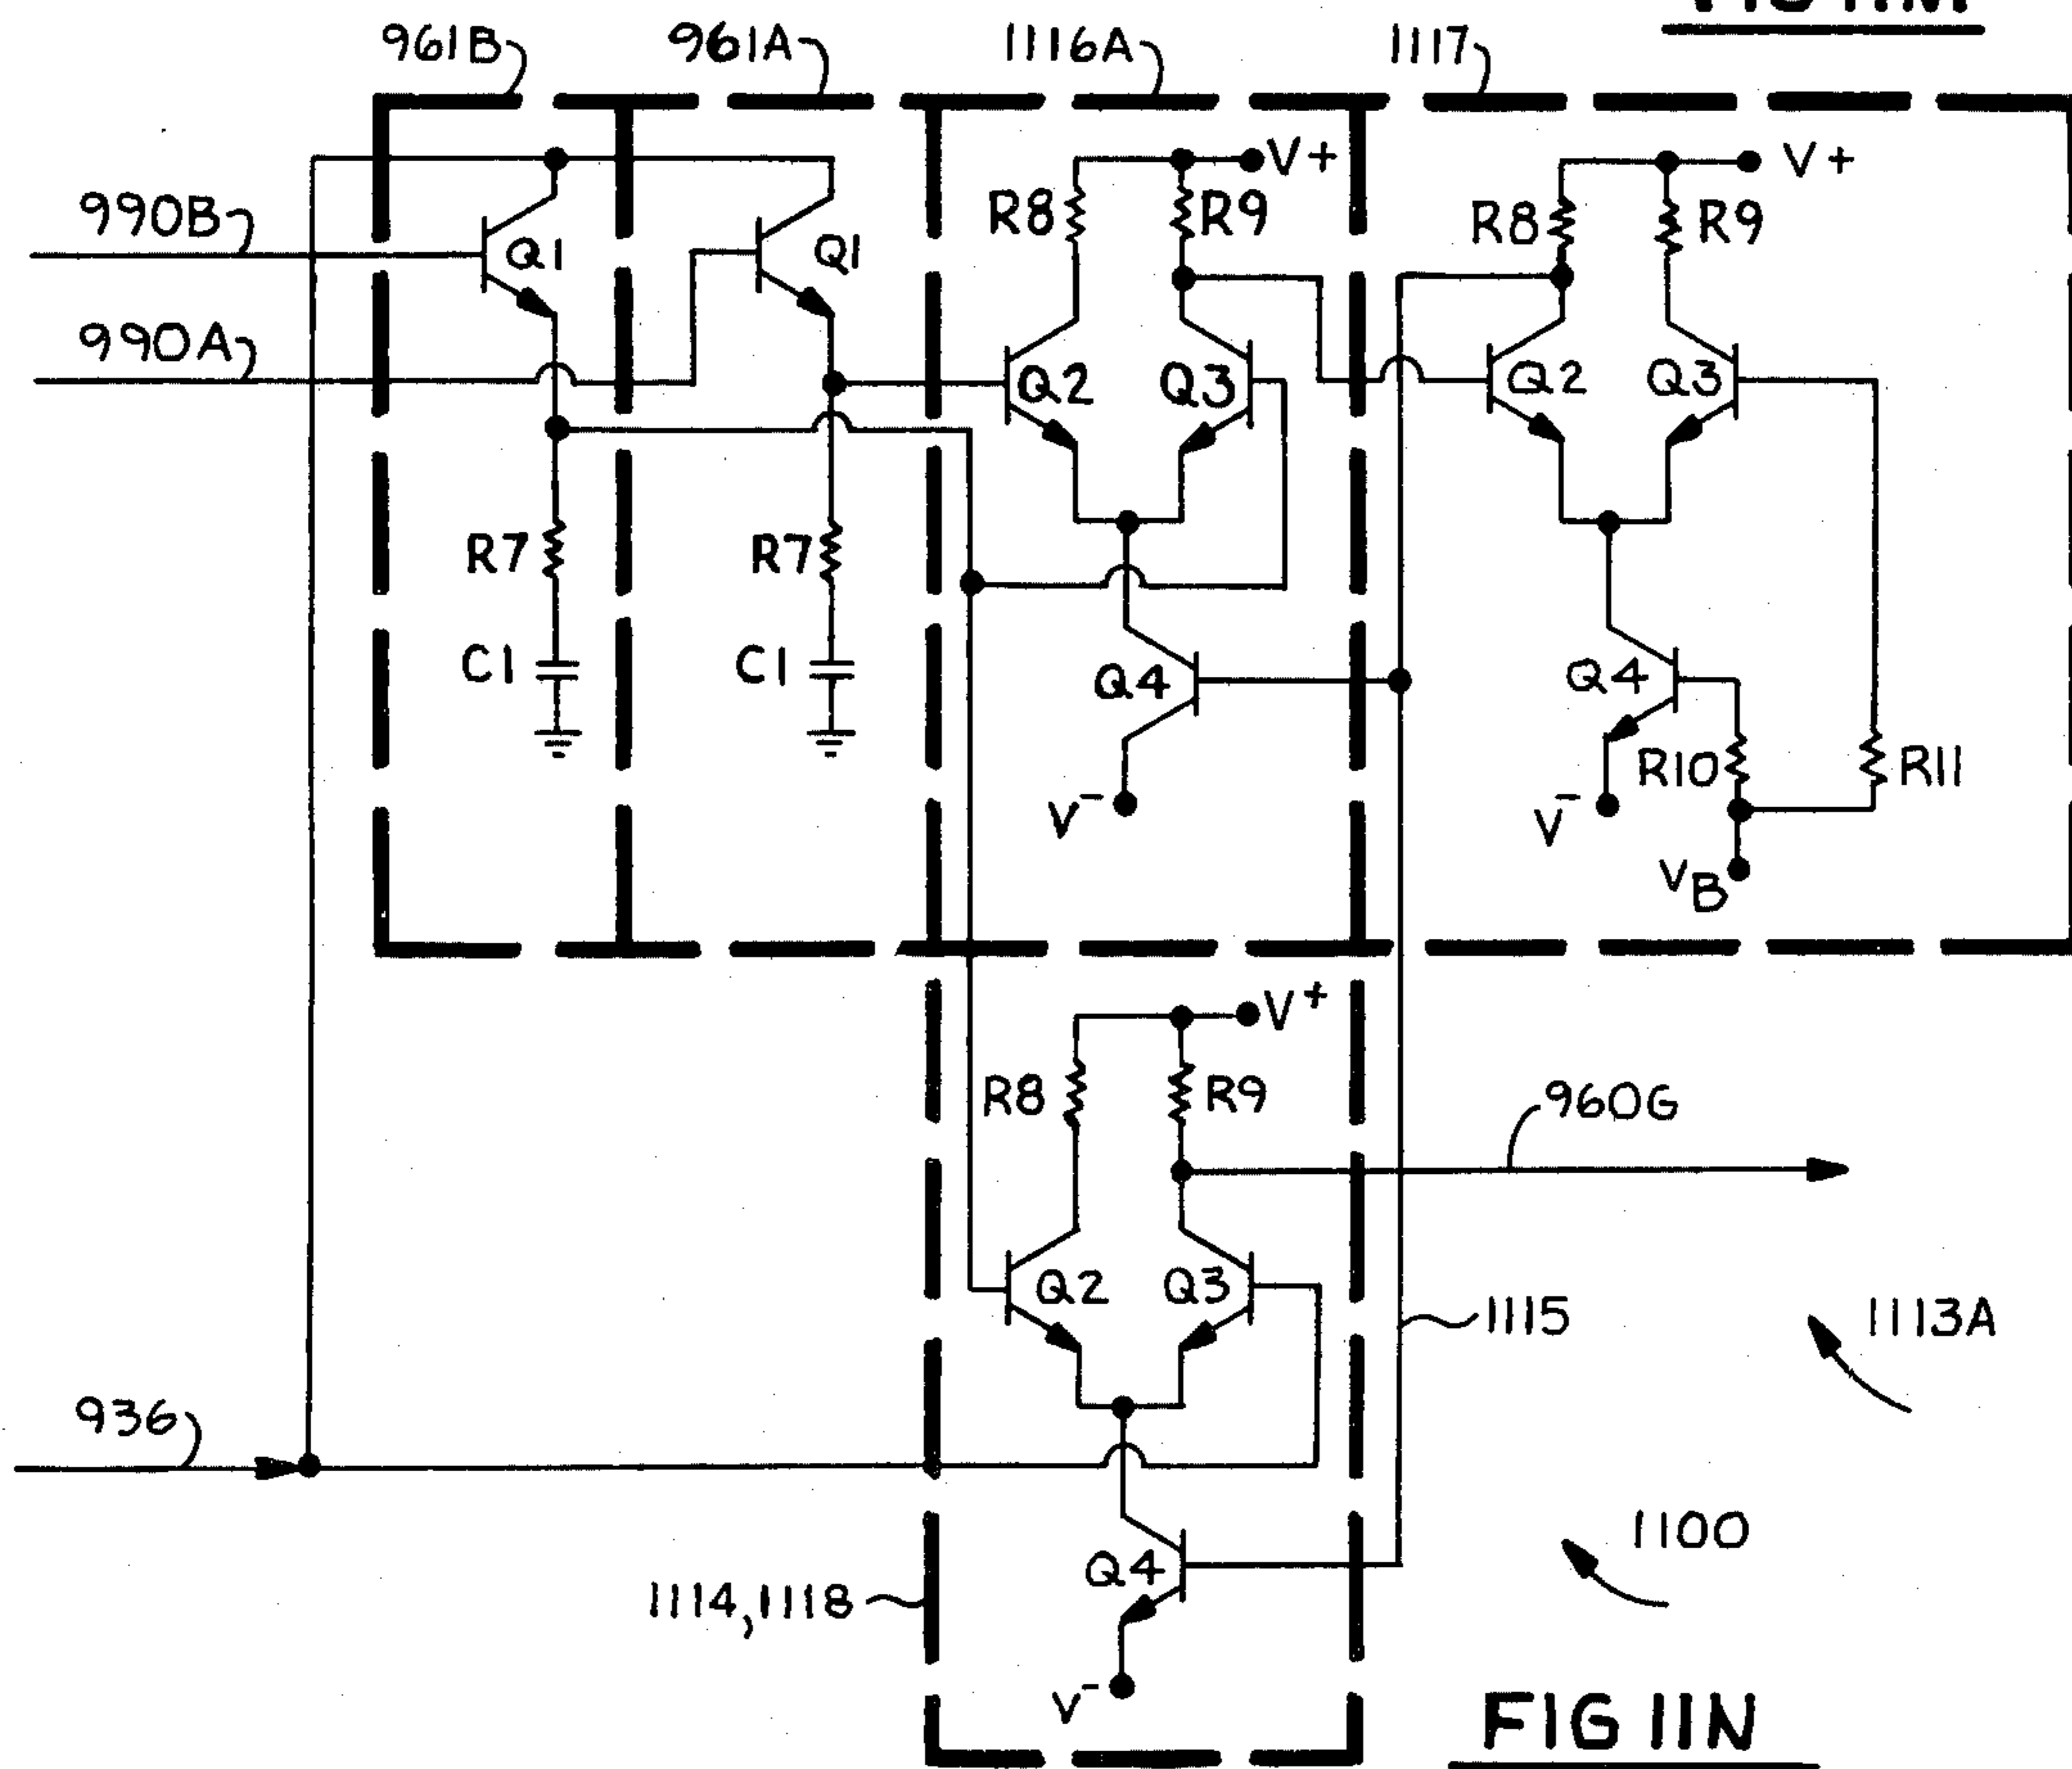 961B 961A 1116A 1117
V+ V+
990B R8 R9 R8 R9
Q1 Q1
990A
Q2 Q3 Q2 Q3
R7 R7
C1 C1 Q4 Q4
R10 R11
V- V-
VB
V+
R8 R9 960G
Q2 Q3 1115 1113A
936
1100
Q4
1114,1118
V-
FIG 11N